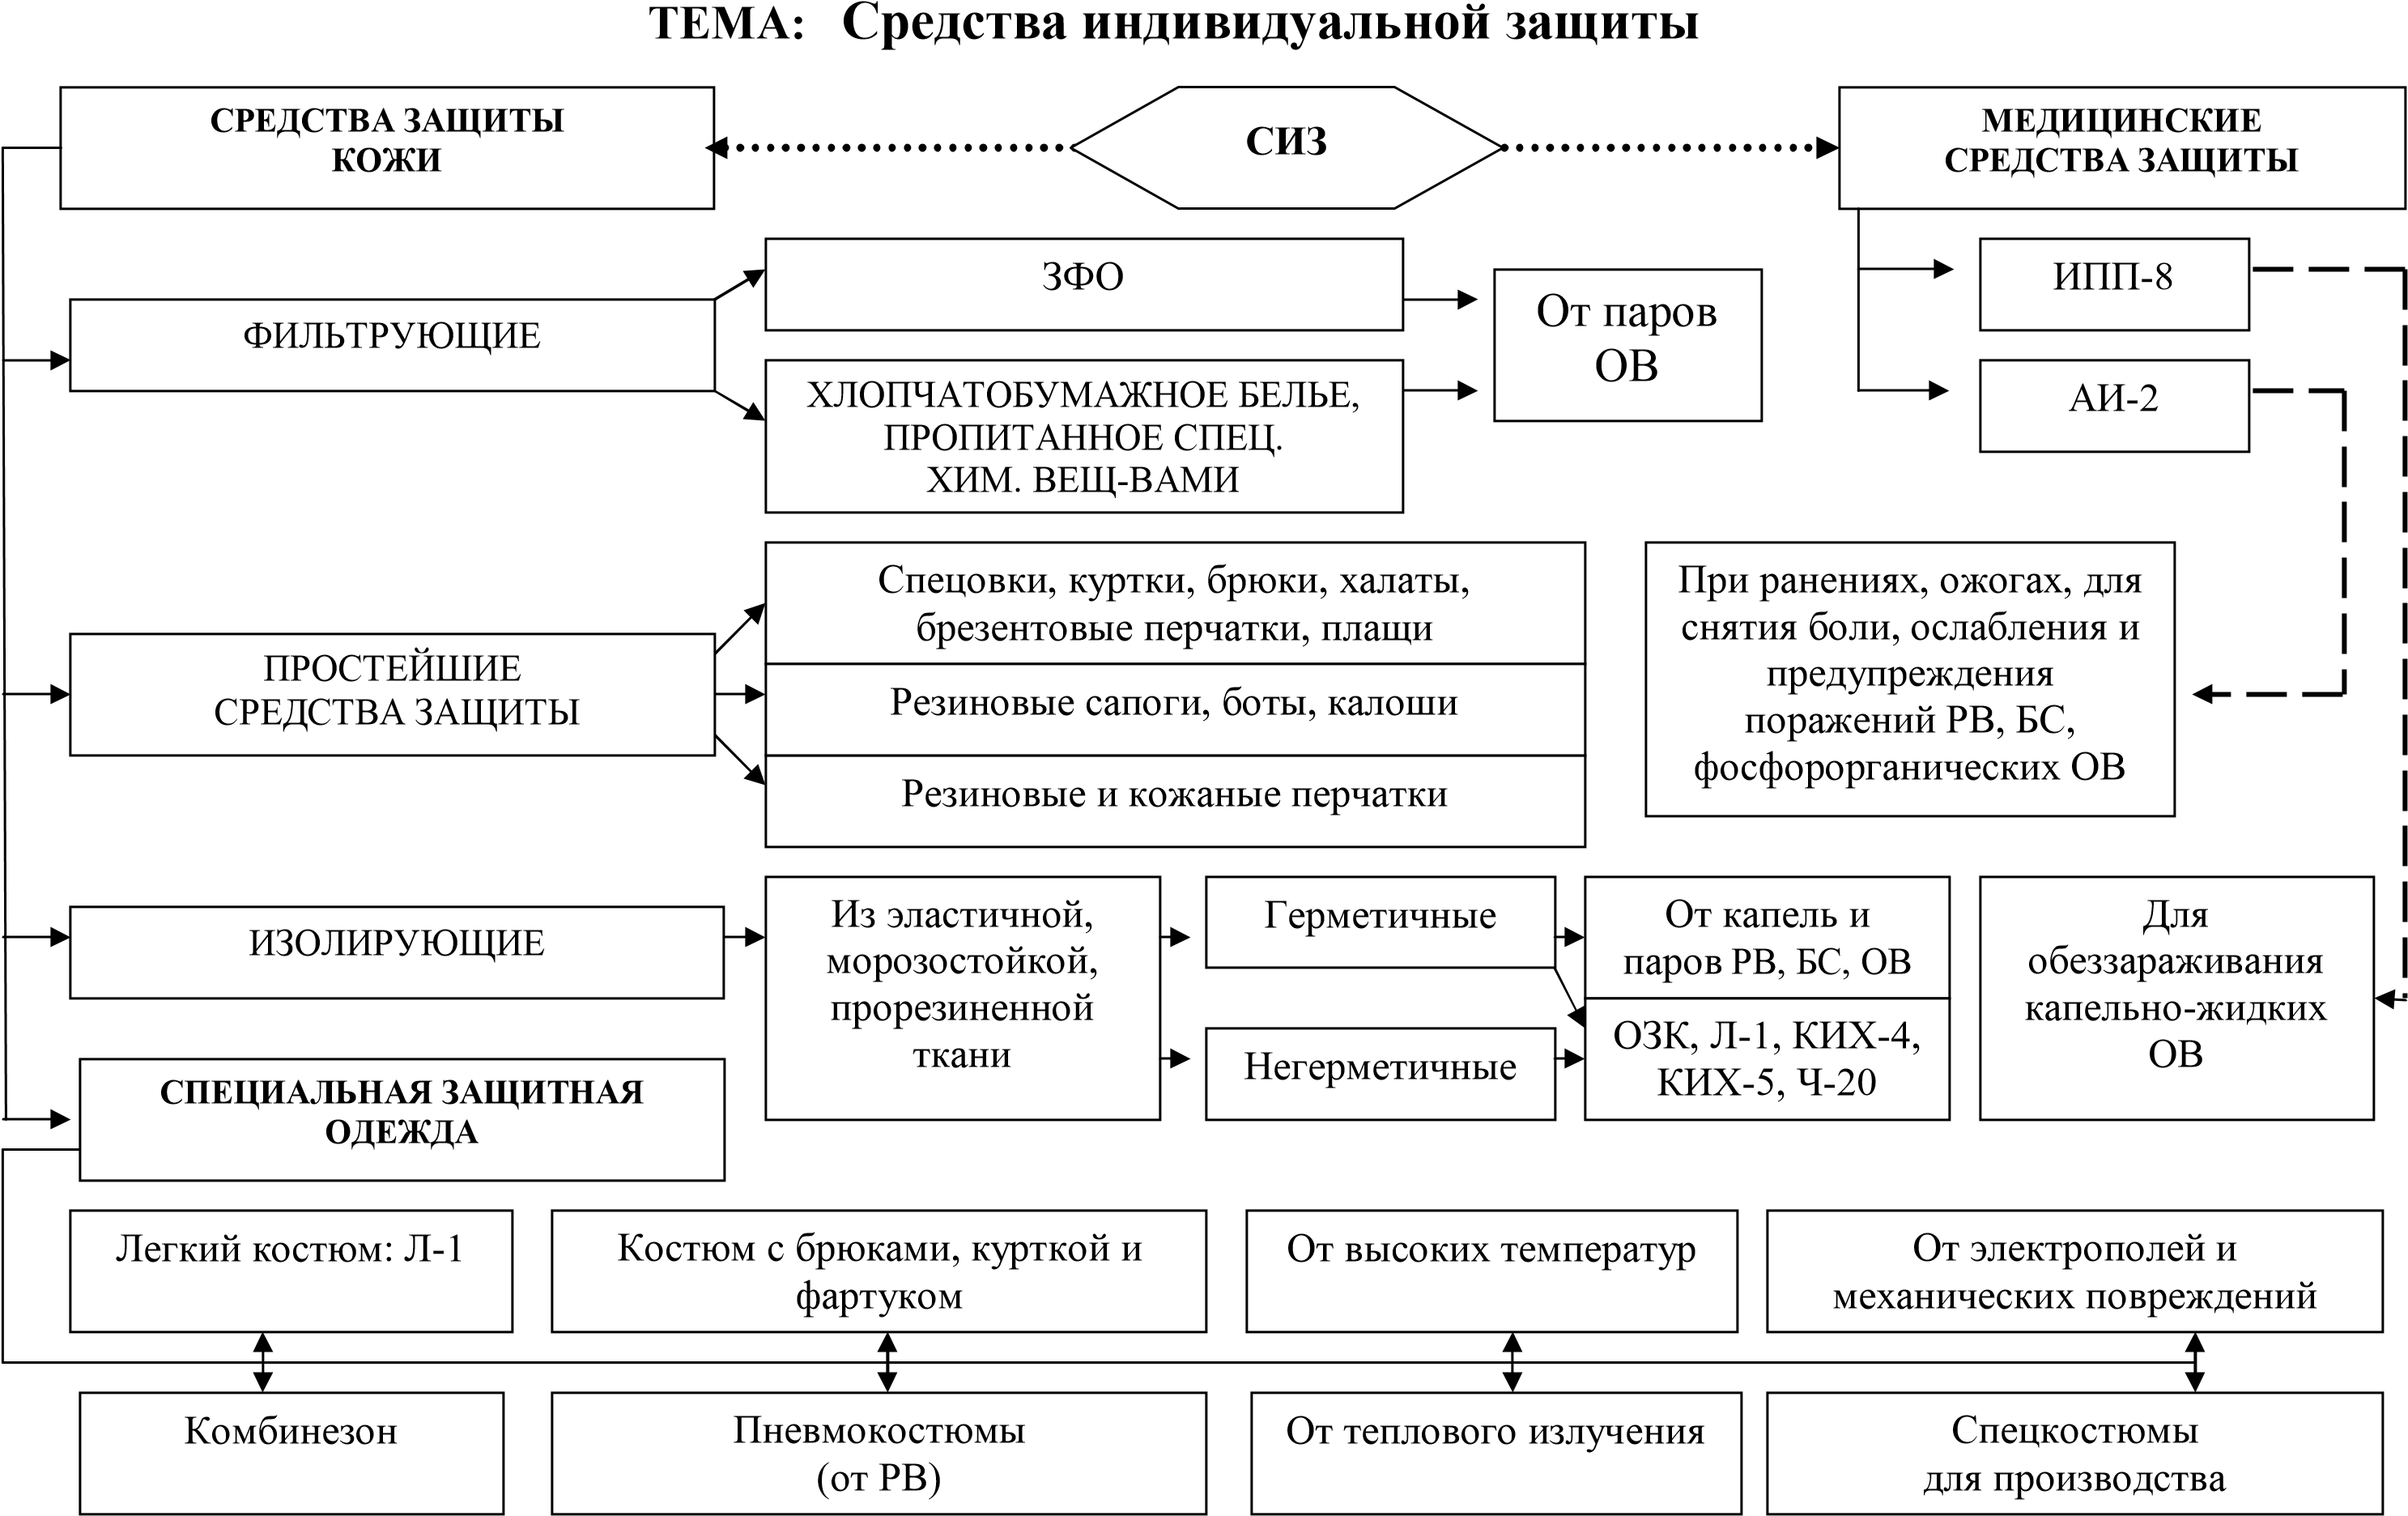 ТЕМА: Средства индивидуальной защиты
СРЕДСТВА ЗАЩИТЫ
КОЖИ
СИЗ
МЕДИЦИНСКИЕ
СРЕДСТВА ЗАЩИТЫ
ФИЛЬТРУЮЩИЕ
ЗФО
ХЛОПЧАТОБУМАЖНОЕ БЕЛЬЕ,
ПРОПИТАННОЕ СПЕЦ.
ХИМ. ВЕЩ-ВАМИ
От паров
ОВ
ИПП-8
АИ-2
ПРОСТЕЙШИЕ
СРЕДСТВА ЗАЩИТЫ
Спецовки, куртки, брюки, халаты,
брезентовые перчатки, плащи
Резиновые сапоги, боты, калоши
Резиновые и кожаные перчатки
При ранениях, ожогах, для
снятия боли, ослабления и
предупреждения
поражений РВ, БС,
фосфорорганических ОВ
ИЗОЛИРУЮЩИЕ
Из эластичной,
морозостойкой,
прорезиненной
ткани
Герметичные
Негерметичные
От капель и
паров РВ, БС, ОВ
ОЗК, Л-1, КИХ-4,
КИХ-5, Ч-20
Для
обеззараживания
капельно-жидких
ОВ
СПЕЦИАЛЬНАЯ ЗАЩИТНАЯ
ОДЕЖДА
Легкий костюм: Л-1
Костюм с брюками, курткой и
фартуком
От высоких температур
От электрополей и
механических повреждений
Комбинезон
Пневмокостюмы
(от РВ)
От теплового излучения
Спецкостюмы
для производства